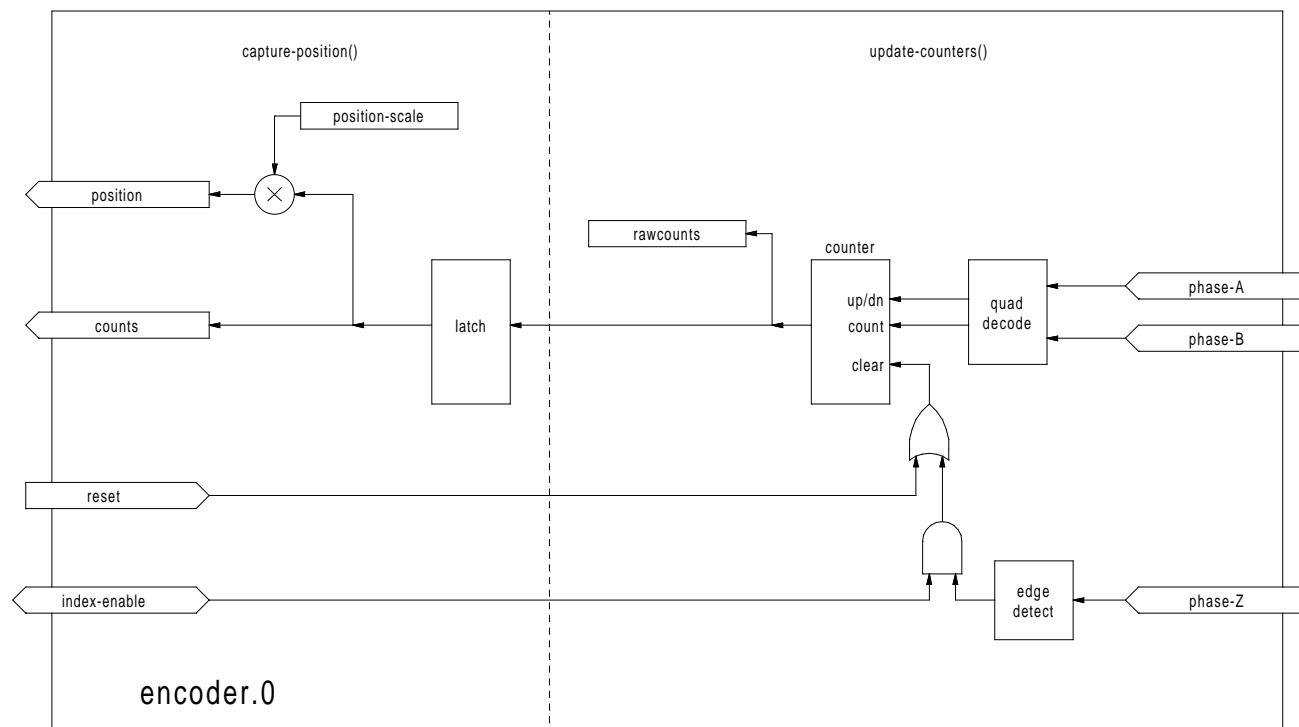 capture-position()
update-counters()
position-scale
position
rawcounts
counter
up/dn
count
clear
quad
decode
phase-A
phase-B
counts
latch
reset
index-enable
edge
detect
phase-Z
encoder.0